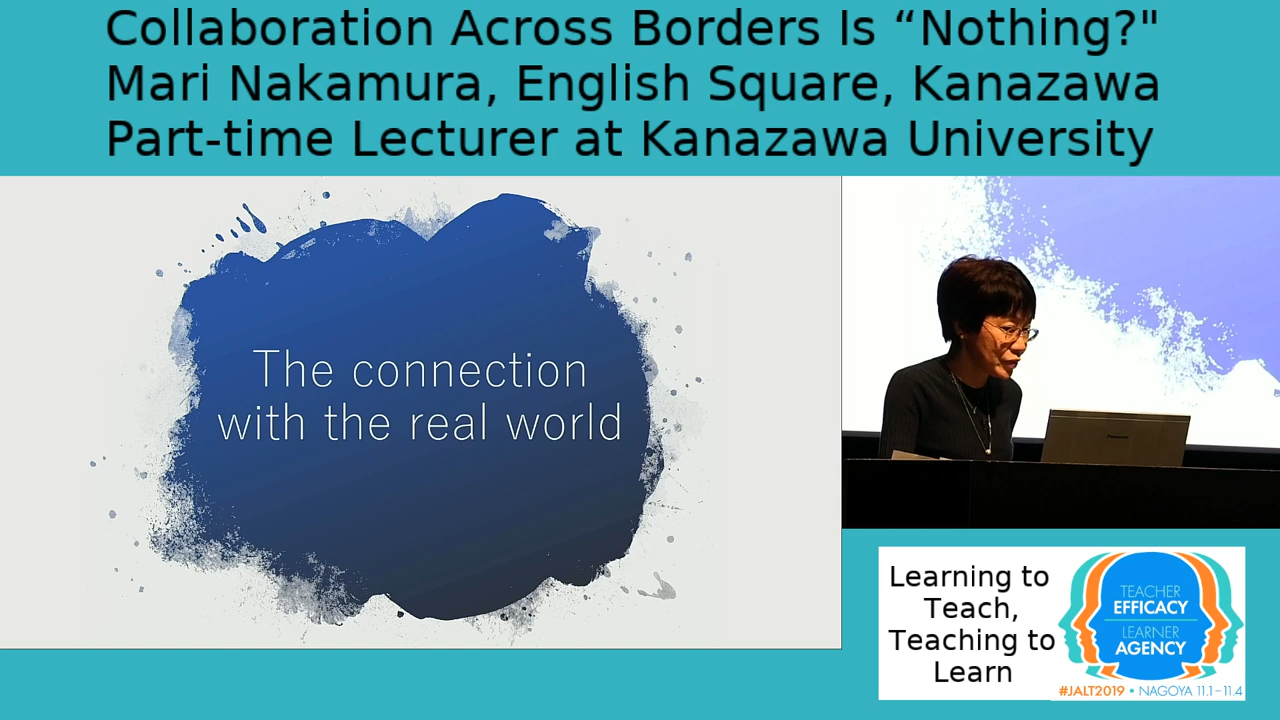 Collaboration Across Borders Is “Nothing?"
Mari Nakamura, English Square, Kanazawa
Part-time Lecturer at Kanazawa University
The connection
with the real world
Panasonic
Learning to
Teach,
Teaching to
Learn
TEACHER
EFFICACY
LEARNER
AGENCY
#JALT2019 • NAGOYA 11.1–11.4